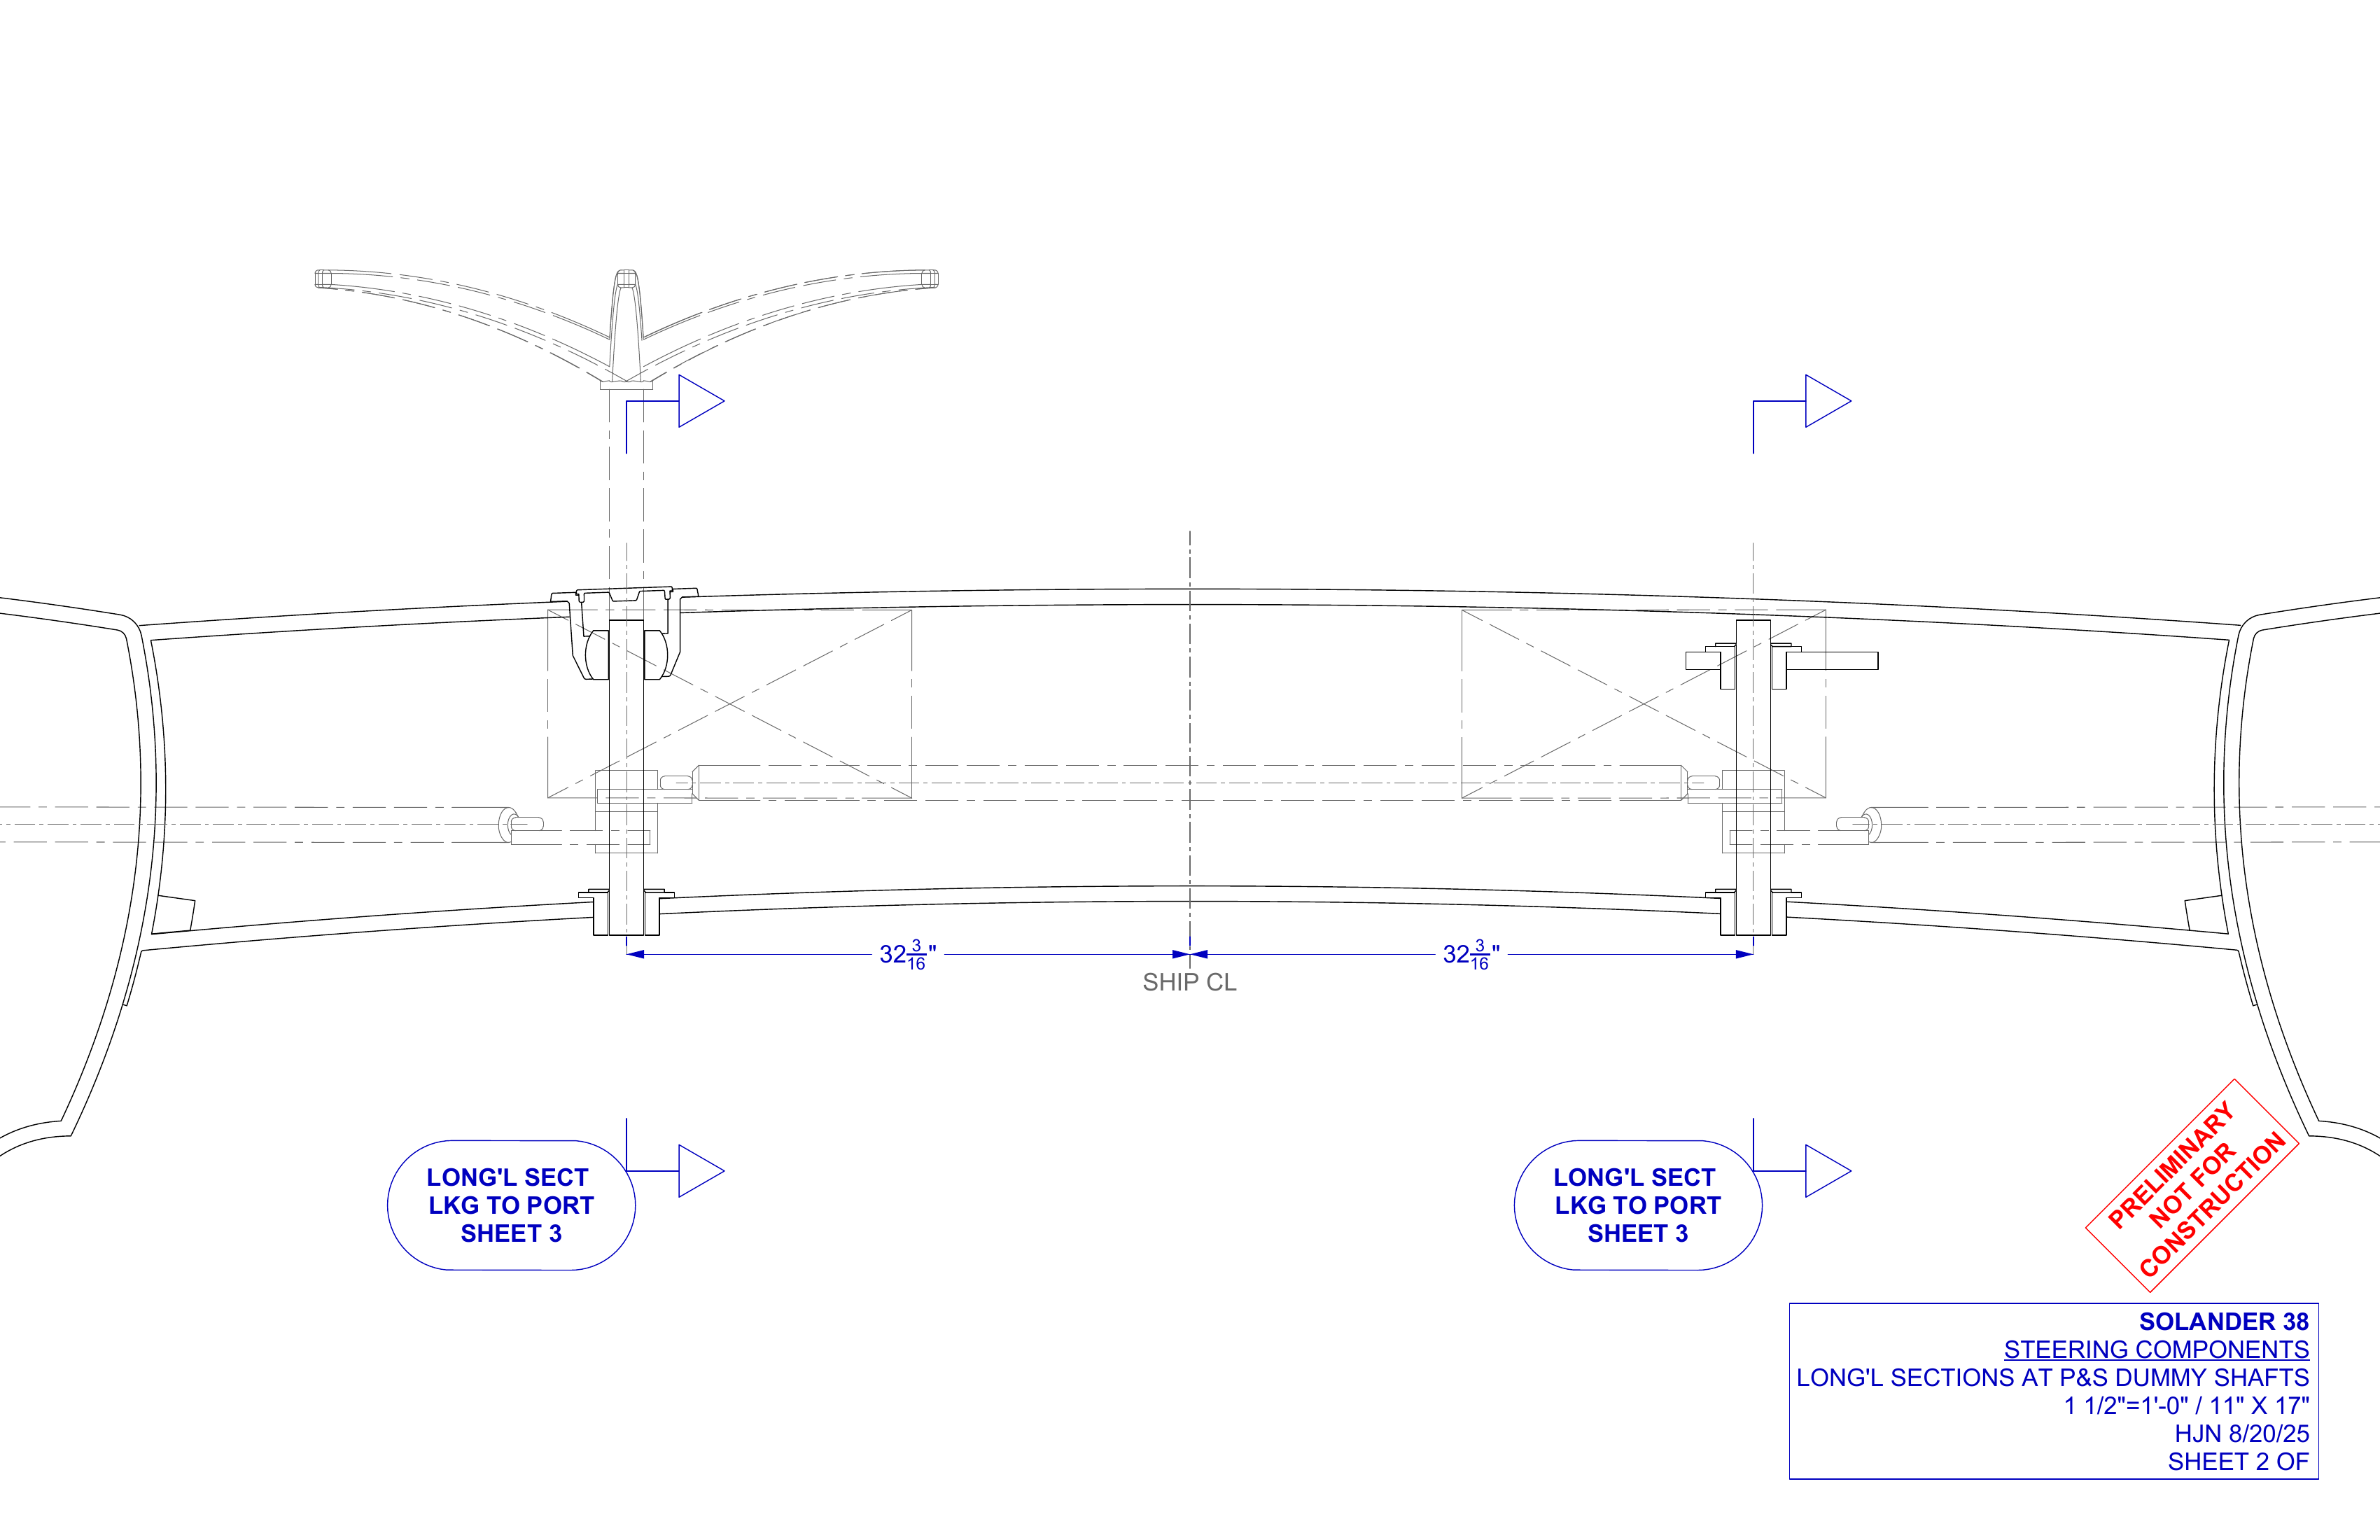 32 3/16"
32 3/16"
SHIP CL
LONG'L SECT
LKG TO PORT
SHEET 3
LONG'L SECT
LKG TO PORT
SHEET 3
PRELIMINARY
NOT FOR
CONSTRUCTION
SOLANDER 38
STEERING COMPONENTS
LONG'L SECTIONS AT P&S DUMMY SHAFTS
1 1/2"=1'-0" / 11" X 17"
HJN 8/20/25
SHEET 2 OF